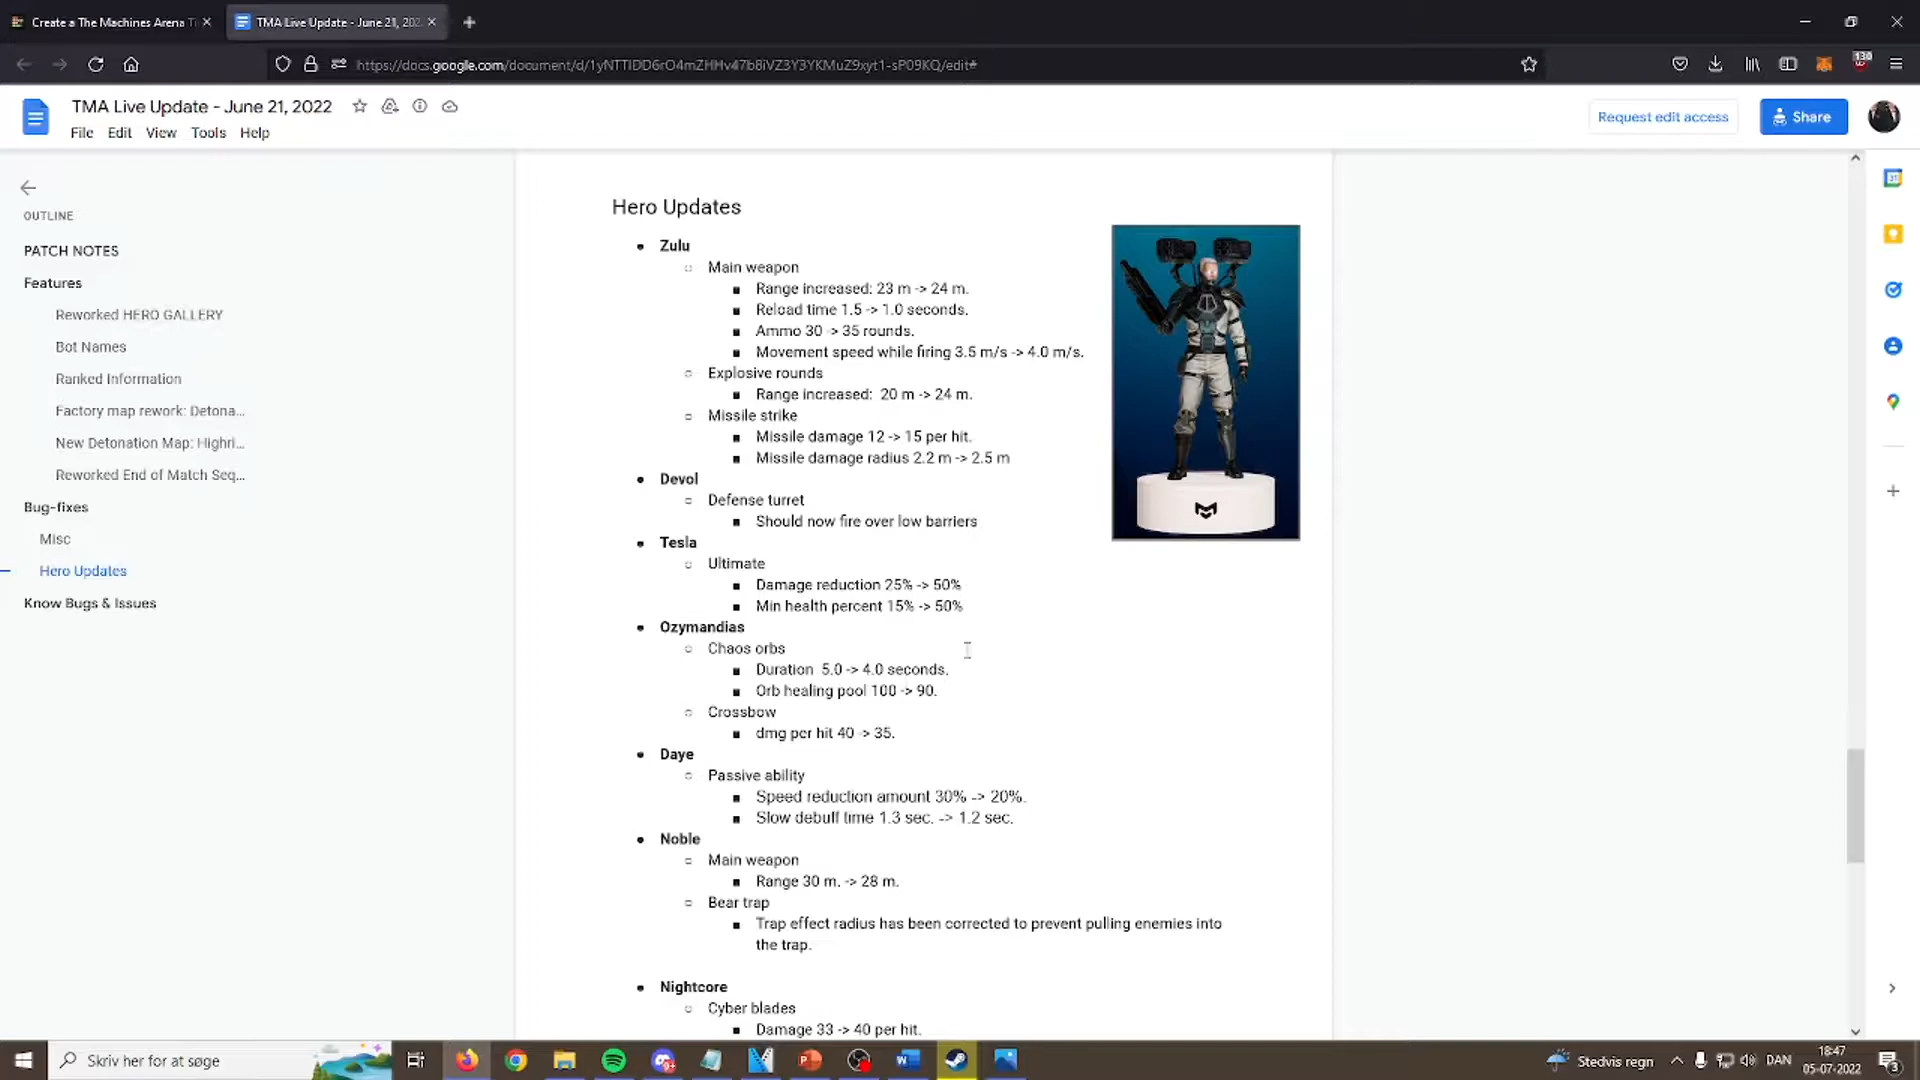 Create a The Machines Arena Ti
TMA Live Update - June 21, 202
https://docs.google.com/document/d/1yNTTIDD6rO4mZHHv47b8iVZ3Y3YKMuZ9xyt1-sP09KQ/edit#
130
TMA Live Update - June 21, 2022
Request edit access
Share
File Edit View Tools Help
OUTLINE
PATCH NOTES
Features
Reworked HERO GALLERY
Bot Names
Ranked Information
Factory map rework: Detona...
New Detonation Map: Highri...
Reworked End of Match Seq...
Bug-fixes
Misc
Hero Updates
Know Bugs & Issues
Hero Updates
Zulu
Main weapon
Range increased: 23 m -> 24 m.
Reload time 1.5 -> 1.0 seconds.
Ammo 30 -> 35 rounds.
Movement speed while firing 3.5 m/s -> 4.0 m/s.
Explosive rounds
Range increased: 20 m -> 24 m.
Missile strike
Missile damage 12 -> 15 per hit.
Missile damage radius 2.2 m -> 2.5 m
Devol
Defense turret
Should now fire over low barriers
Tesla
Ultimate
Damage reduction 25% -> 50%
Min health percent 15% -> 50%
Ozymandias
Chaos orbs
Duration 5.0 -> 4.0 seconds.
Orb healing pool 100 -> 90.
Crossbow
dmg per hit 40 -> 35.
Daye
Passive ability
Speed reduction amount 30% -> 20%.
Slow debuff time 1.3 sec. -> 1.2 sec.
Noble
Main weapon
Range 30 m. -> 28 m.
Bear trap
Trap effect radius has been corrected to prevent pulling enemies into
the trap.
Nightcore
Cyber blades
Damage 33 -> 40 per hit.
31
Skriv her for at søge
Stedvis regn
DAN
18:47
05-07-2022
3